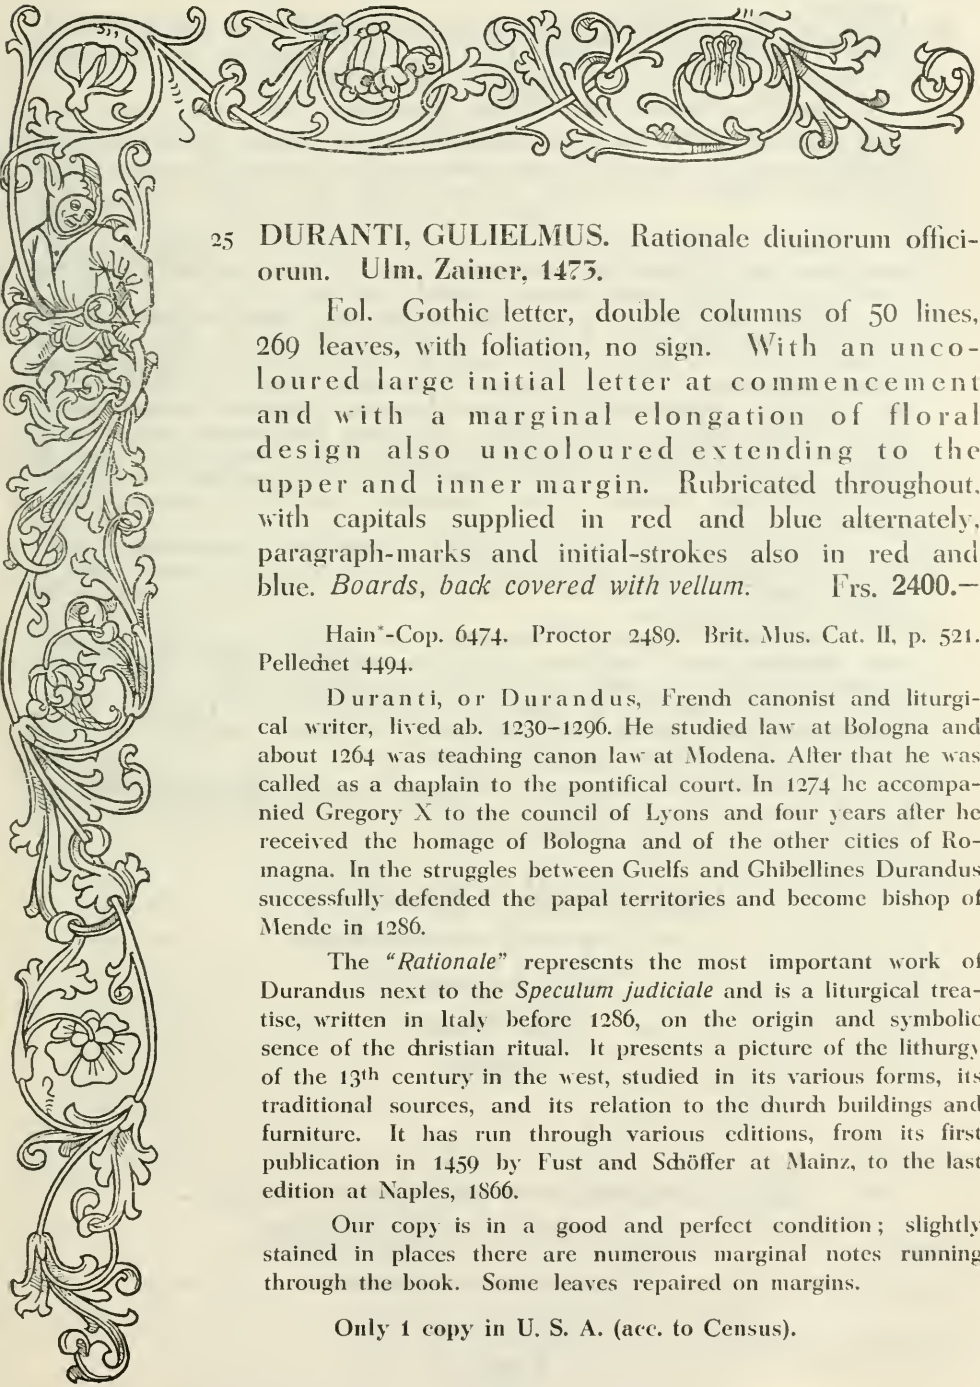 25 DURANTI, GULIELMUS. Rationale diuinorum offici-
orum. Ulm. Zainer, 1473.
Fol. Gothic letter, double columns of 50 lines,
269 leaves, with foliation, no sign. With an unco-
loured large initial letter at commencement
and with a marginal elongation of floral
design also uncoloured extending to the
upper and inner margin. Rubricated throughout,
with capitals supplied in red and blue alternately,
paragraph-marks and initial-strokes also in red and
blue. Boards, back covered with vellum. Frs. 2400.—
Hain*-Cop. 6474. Proctor 2489. Brit. Mus. Cat. II, p. 521.
Pellechet 4494.
Duranti, or Durandus, French canonist and liturgi-
cal writer, lived ab. 1230–1296. He studied law at Bologna and
about 1264 was teaching canon law at Modena. After that he was
called as a chaplain to the pontifical court. In 1274 he accompa-
nied Gregory X to the council of Lyons and four years after he
received the homage of Bologna and of the other cities of Ro-
magna. In the struggles between Guelfs and Ghibellines Durandus
successfully defended the papal territories and become bishop of
Mende in 1286.
The “Rationale” represents the most important work of
Durandus next to the Speculum judiciale and is a liturgical trea-
tise, written in Italy before 1286, on the origin and symbolic
sence of the christian ritual. It presents a picture of the lithurgy
of the 13th century in the west, studied in its various forms, its
traditional sources, and its relation to the church buildings and
furniture. It has run through various editions, from its first
publication in 1459 by Fust and Schöffer at Mainz, to the last
edition at Naples, 1866.
Our copy is in a good and perfect condition; slightly
stained in places there are numerous marginal notes running
through the book. Some leaves repaired on margins.
Only 1 copy in U. S. A. (acc. to Census).